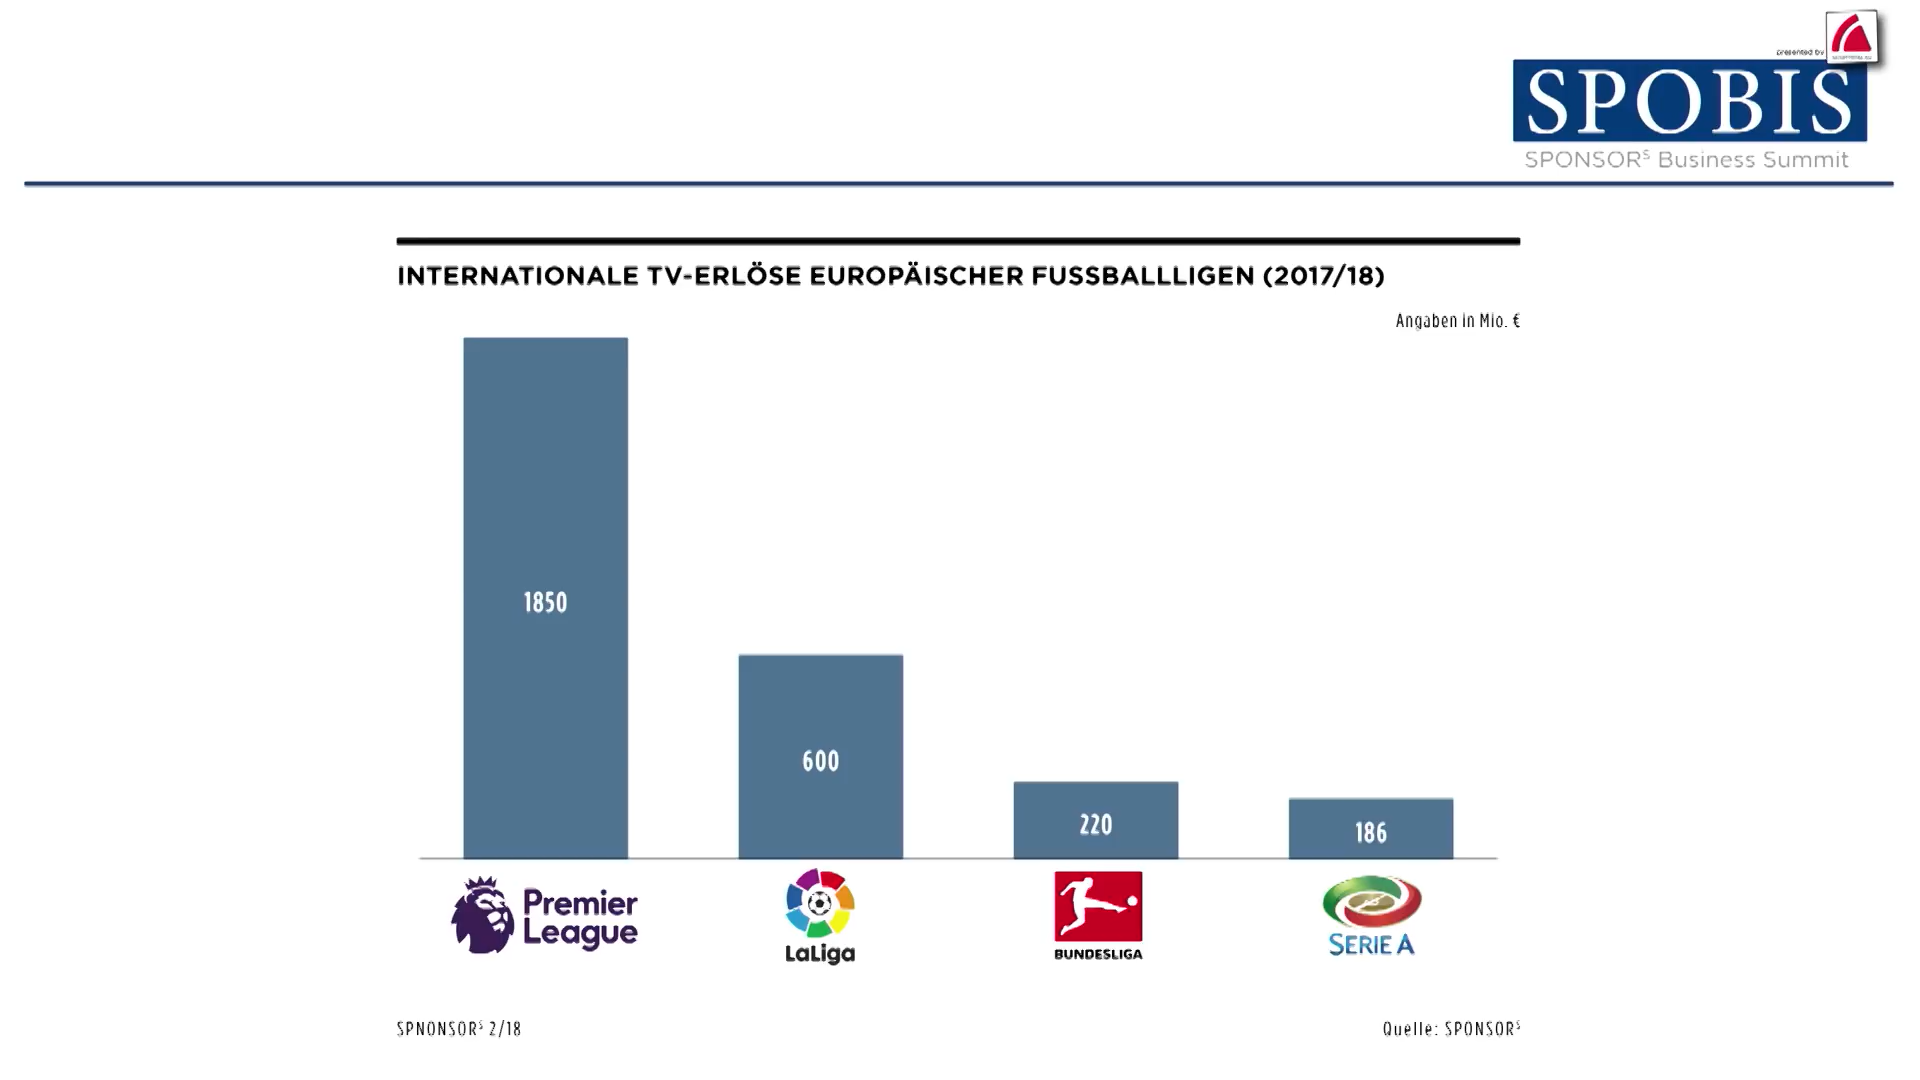 presented by
SPOBIS
SPONSORˢ Business Summit
INTERNATIONALE TV-ERLÖSE EUROPÄISCHER FUSSBALLLIGEN (2017/18)
Angaben in Mio. €
1850
600
220
186
Premier
League
LaLiga
BUNDESLIGA
SERIE A
SPNONSORˢ 2/18
Quelle: SPONSORˢ